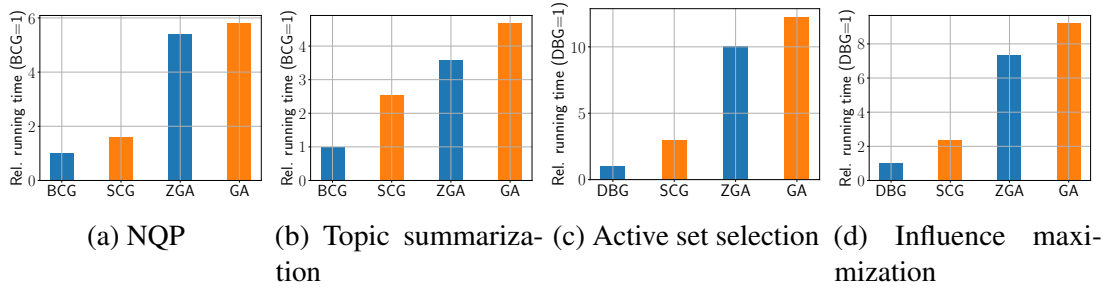 Rel. running time (BCG=1)
6
4
2
0
BCG SCG ZGA GA
(a) NQP
Rel. running time (BCG=1)
4
3
2
1
0
BCG SCG ZGA GA
(b) Topic summariza-
tion
Rel. running time (DBG=1)
10
5
0
DBG SCG ZGA GA
(c) Active set selection
Rel. running time (DBG=1)
8
6
4
2
0
DBG SCG ZGA GA
(d) Influence maxi-
mization